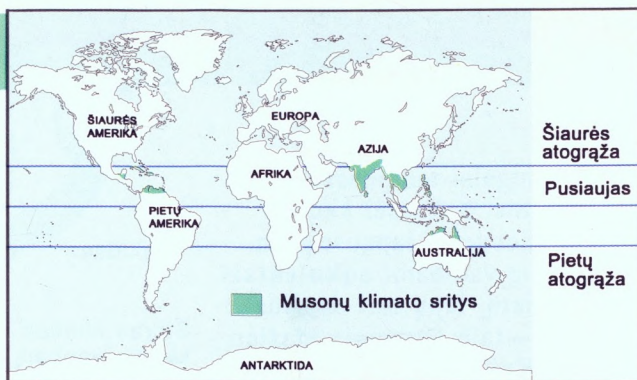 ŠIAURĖS
AMERIKA
EUROPA
AZIJA
AFRIKA
PIETŲ
AMERIKA
AUSTRALIJA
ANTARKTIDA
Musonų klimato sritys
Šiaurės
atogrąža
Pusiaujas
Pietų
atogrąža